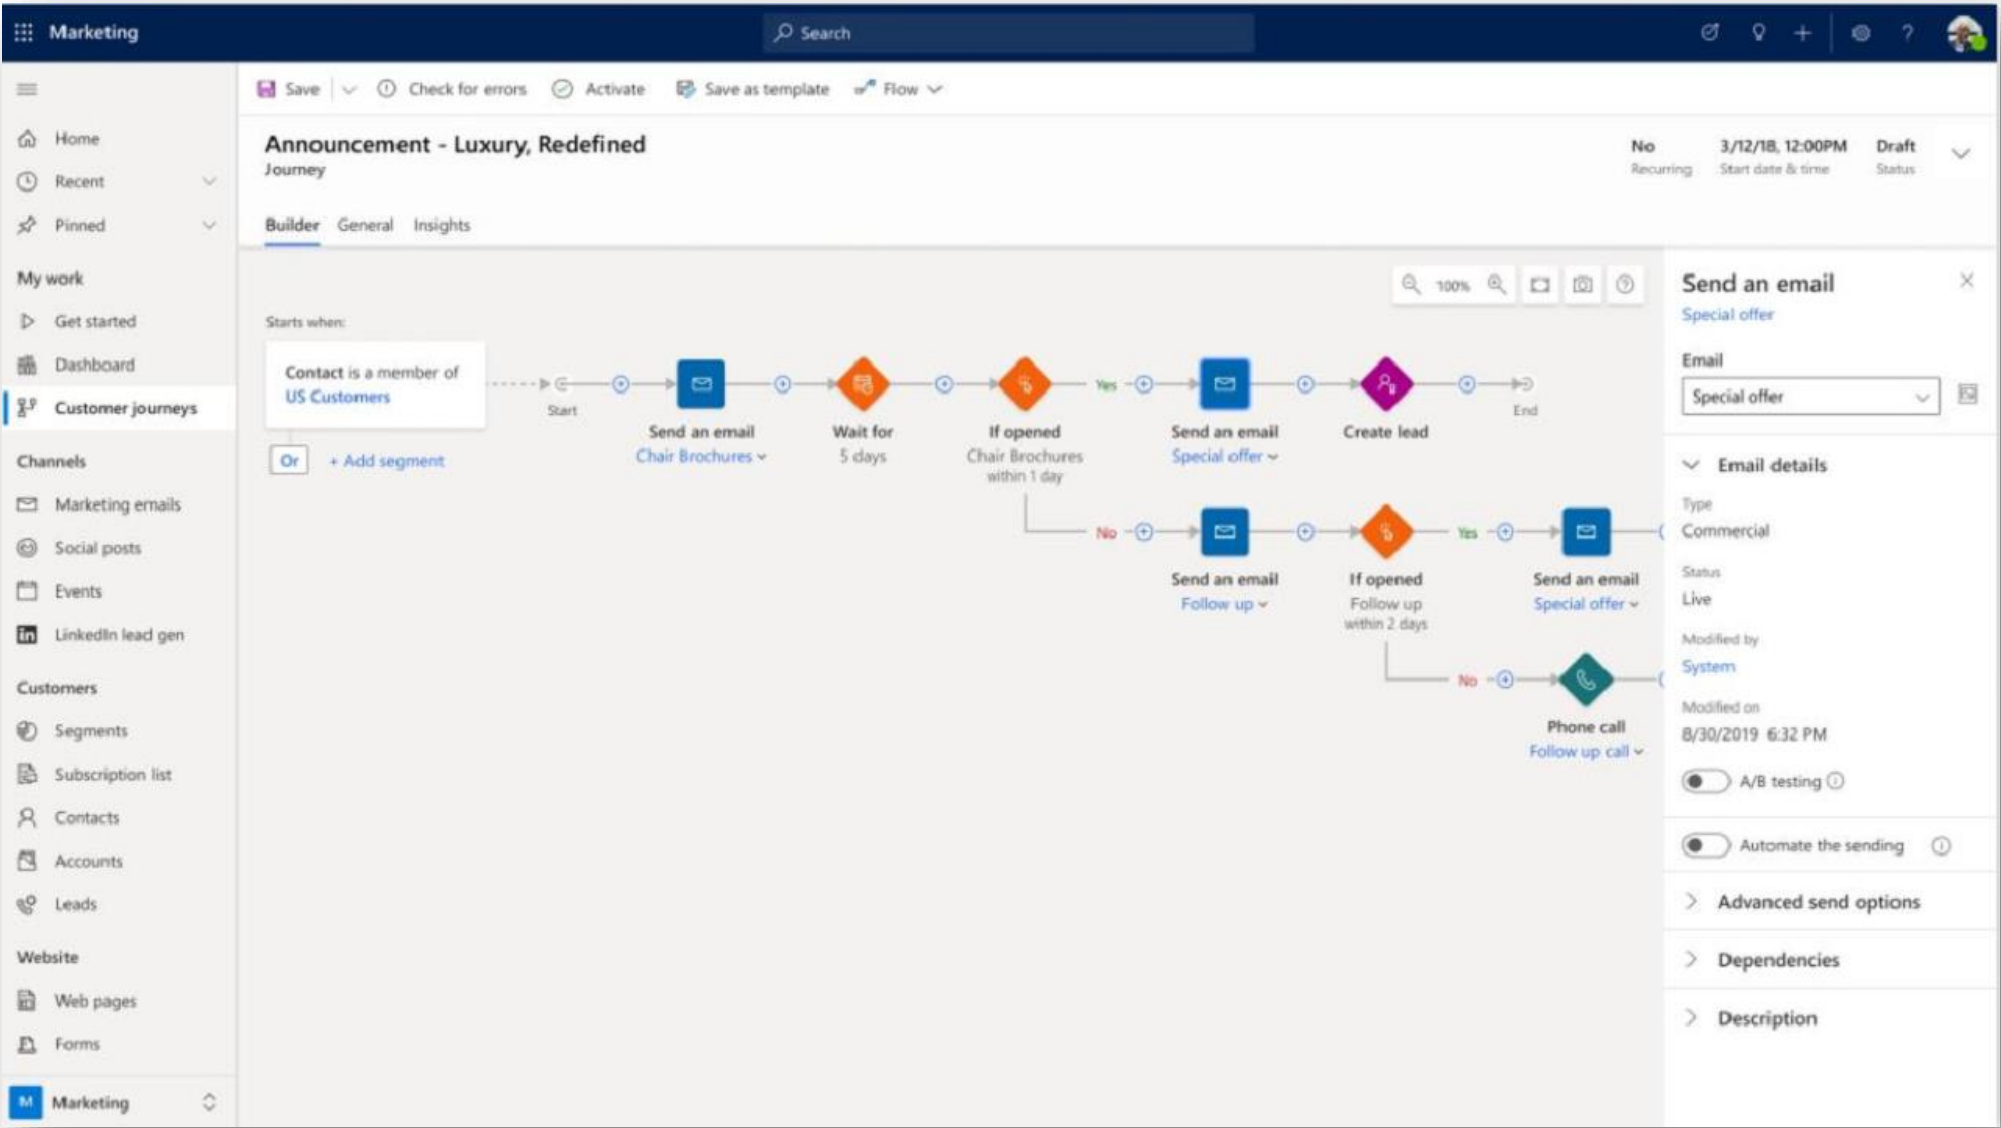 Marketing
Search
Save
Check for errors
Activate
Save as template
Flow
Home
Recent
Pinned
My work
Get started
Dashboard
Customer journeys
Channels
Marketing emails
Social posts
Events
LinkedIn lead gen
Customers
Segments
Subscription list
Contacts
Accounts
Leads
Website
Web pages
Forms
M Marketing
Announcement - Luxury, Redefined
Journey
No
Recurring
3/12/18, 12:00PM
Start date & time
Draft
Status
Builder General Insights
100%
Starts when:
Contact is a member of
US Customers
Or + Add segment
Start
Send an email
Chair Brochures
Wait for
5 days
If opened
Chair Brochures
within 1 day
Yes
Send an email
Special offer
Create lead
End
No
Send an email
Follow up
If opened
Follow up
within 2 days
Yes
Send an email
Special offer
No
Phone call
Follow up call
Send an email
Special offer
Email
Special offer
Email details
Type
Commercial
Status
Live
Modified by
System
Modified on
8/30/2019 6:32 PM
A/B testing
Automate the sending
Advanced send options
Dependencies
Description